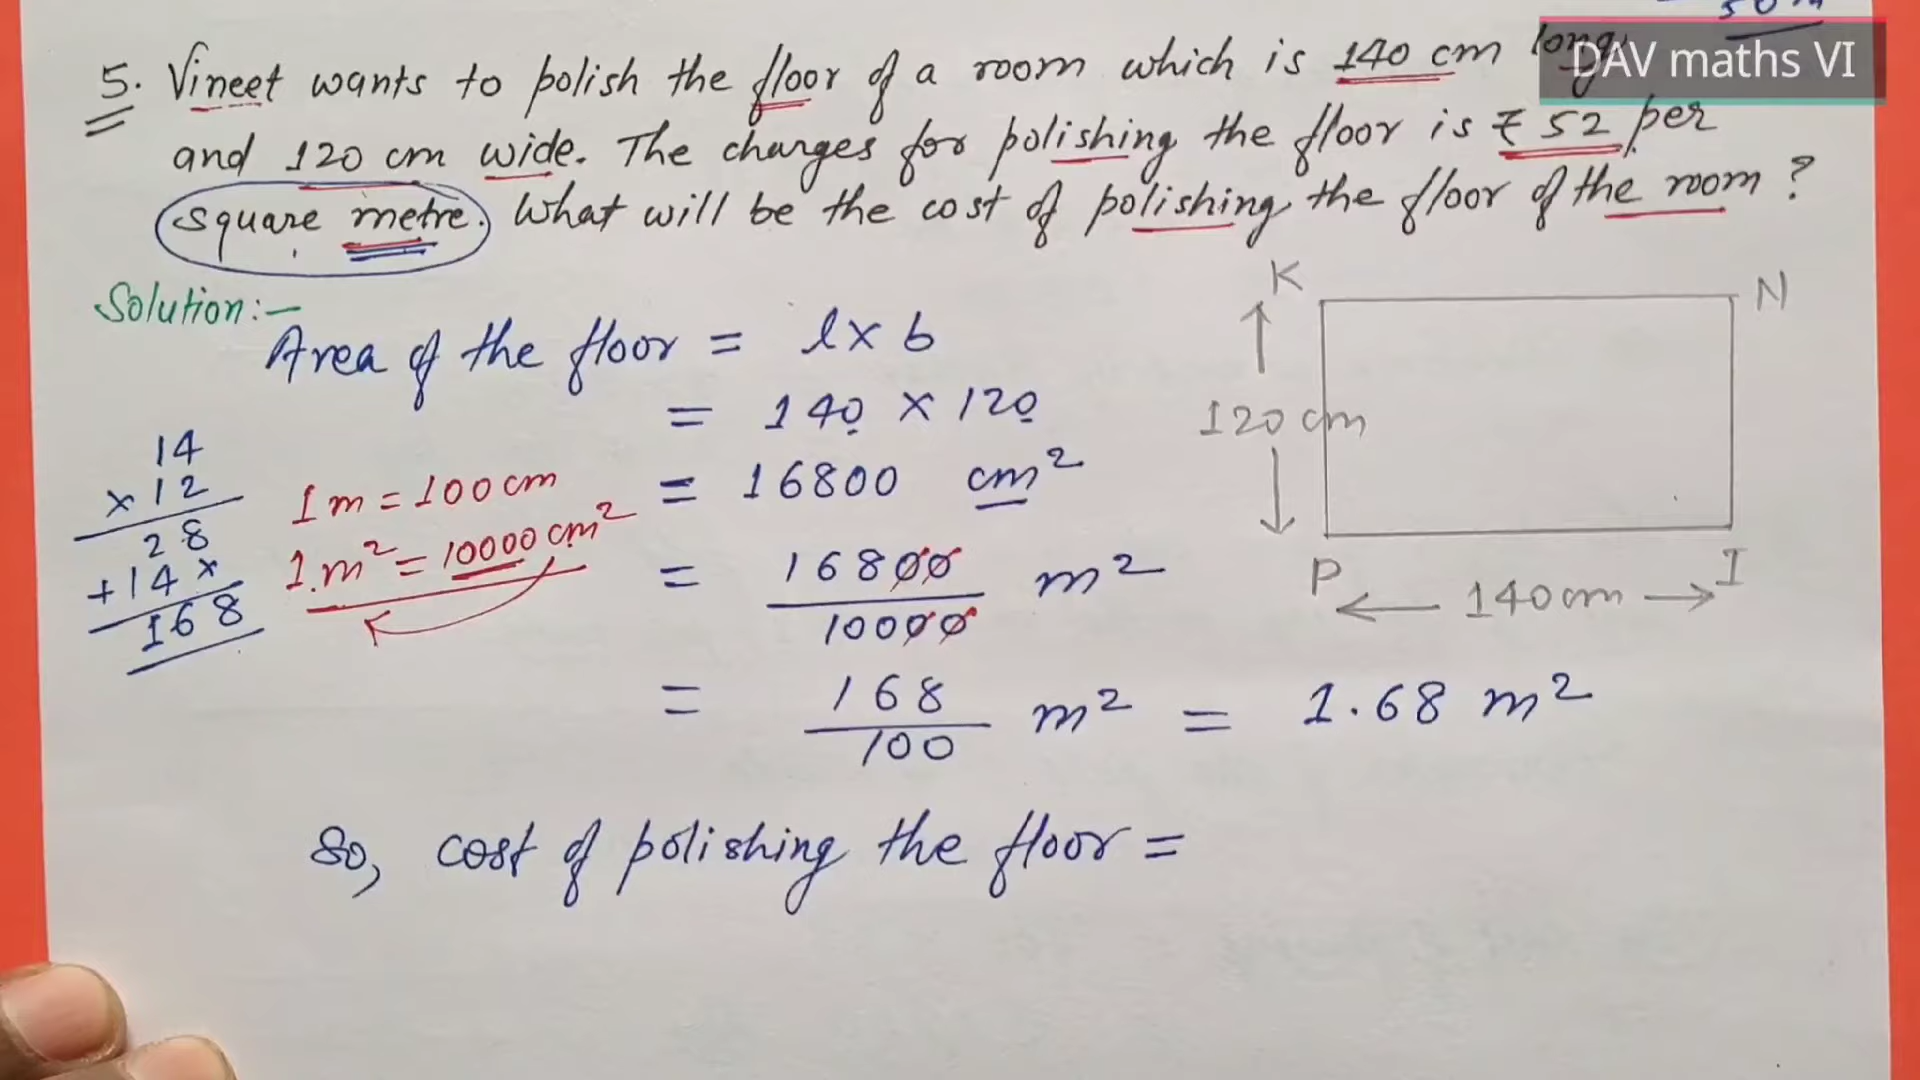 50 m
5. Vineet wants to polish the floor of a room which is 140 cm long
DAV maths VI
and 120 cm wide. The charges for polishing the floor is ₹ 52 per
square metre. What will be the cost of polishing the floor of the room ?
Solution:-
Area of the floor = l x b
= 140 x 120
= 16800 cm²
= 16800/10000 m²
= 168/100 m² = 1.68 m²
14
x 12
28
+14 x
168
1 m = 100 cm
1 m² = 10000 cm²
K N
120 cm
P I
140 cm
So, cost of polishing the floor =